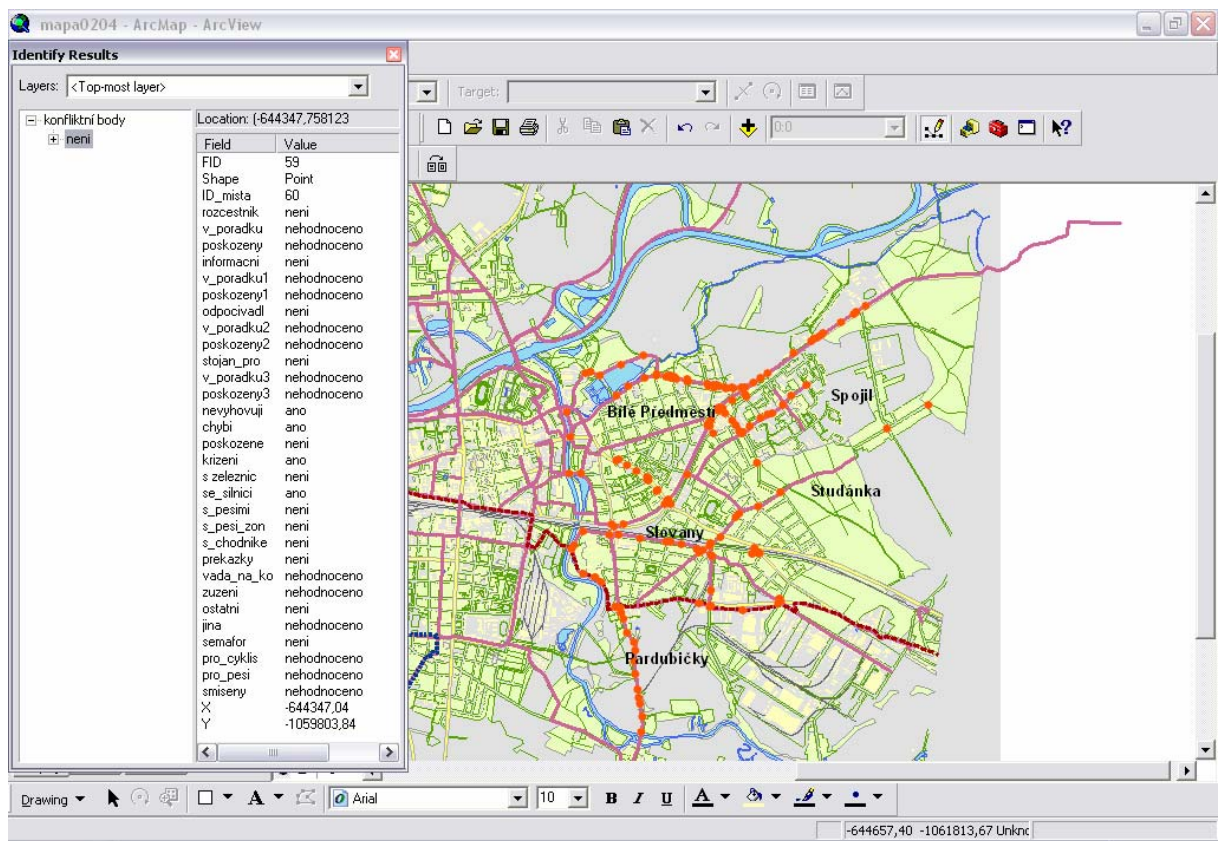 mapa0204 - ArcMap - ArcView
Identify Results
Layers: <Top-most layer>
Target:
konfliktní body
neni
Location: (-644347,758123
0:0
Field Value
FID 59
Shape Point
ID_mista 60
rozcestnik neni
v_poradku nehodnoceno
poskozeny nehodnoceno
informacni neni
v_poradku1 nehodnoceno
poskozeny1 nehodnoceno
odpocivadl neni
v_poradku2 nehodnoceno
poskozeny2 nehodnoceno
stojan_pro neni
v_poradku3 nehodnoceno
poskozeny3 nehodnoceno
nevyhovuji ano
chybi ano
poskozene neni
krizeni ano
s zeleznic neni
se_silnici ano
s_pesimi neni
s_pesi_zon neni
s_chodnike neni
prekazky neni
vada_na_ko nehodnoceno
zuzeni nehodnoceno
ostatni neni
jina nehodnoceno
semafor neni
pro_cyklis nehodnoceno
pro_pesi nehodnoceno
smiseny nehodnoceno
X -644347,04
Y -1059803,84
Spojil
Bílé Předměstí
Studánka
Slovany
Pardubičky
Drawing
A
Arial
10
B I U A
-644657,40 -1061813,67 Unknc